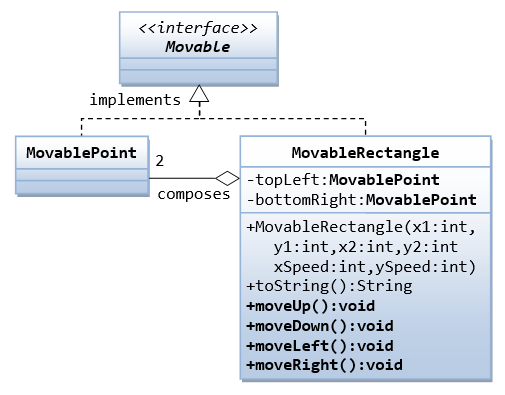 <<interface>>
Movable
implements
MovablePoint
2
composes
MovableRectangle
-topLeft:MovablePoint
-bottomRight:MovablePoint
+MovableRectangle(x1:int,
y1:int,x2:int,y2:int
xSpeed:int,ySpeed:int)
+toString():String
+moveUp():void
+moveDown():void
+moveLeft():void
+moveRight():void